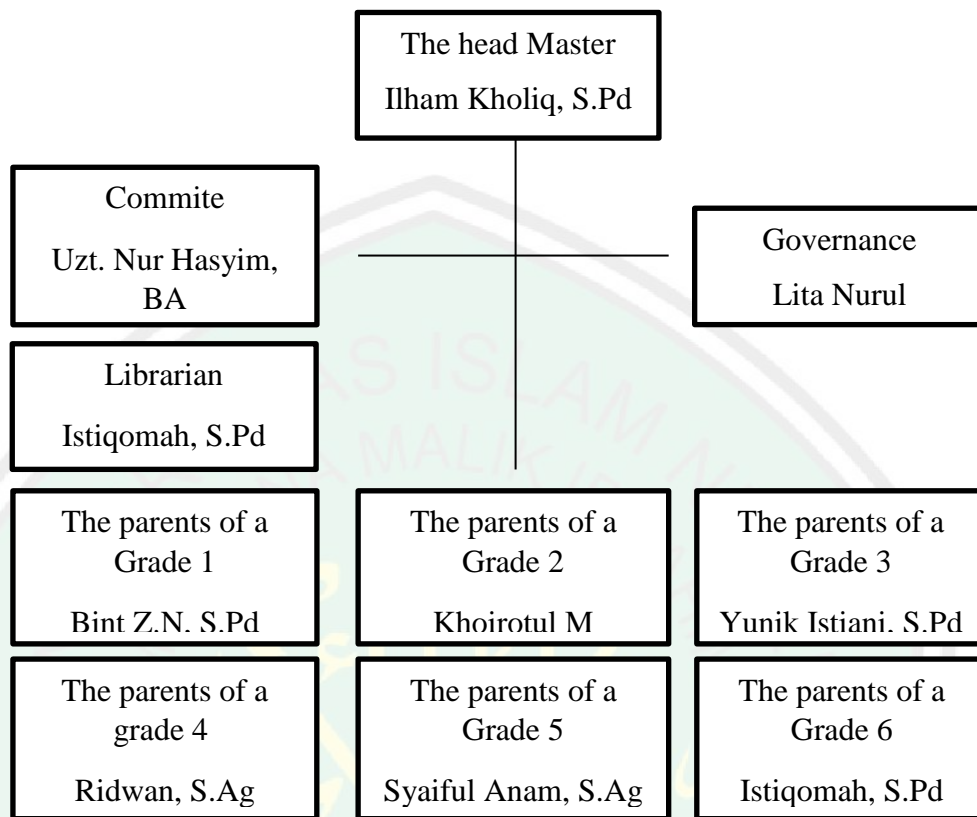 The head Master
Ilham Kholiq, S.Pd
Commite
Uzt. Nur Hasyim,
BA
Governance
Lita Nurul
Librarian
Istiqomah, S.Pd
The parents of a
Grade 1
Bint Z.N, S.Pd
The parents of a
Grade 2
Khoirotul M
The parents of a
Grade 3
Yunik Istiani, S.Pd
The parents of a
grade 4
Ridwan, S.Ag
The parents of a
Grade 5
Syaiful Anam, S.Ag
The parents of a
Grade 6
Istiqomah, S.Pd
AS ISLAM N
MALIK I